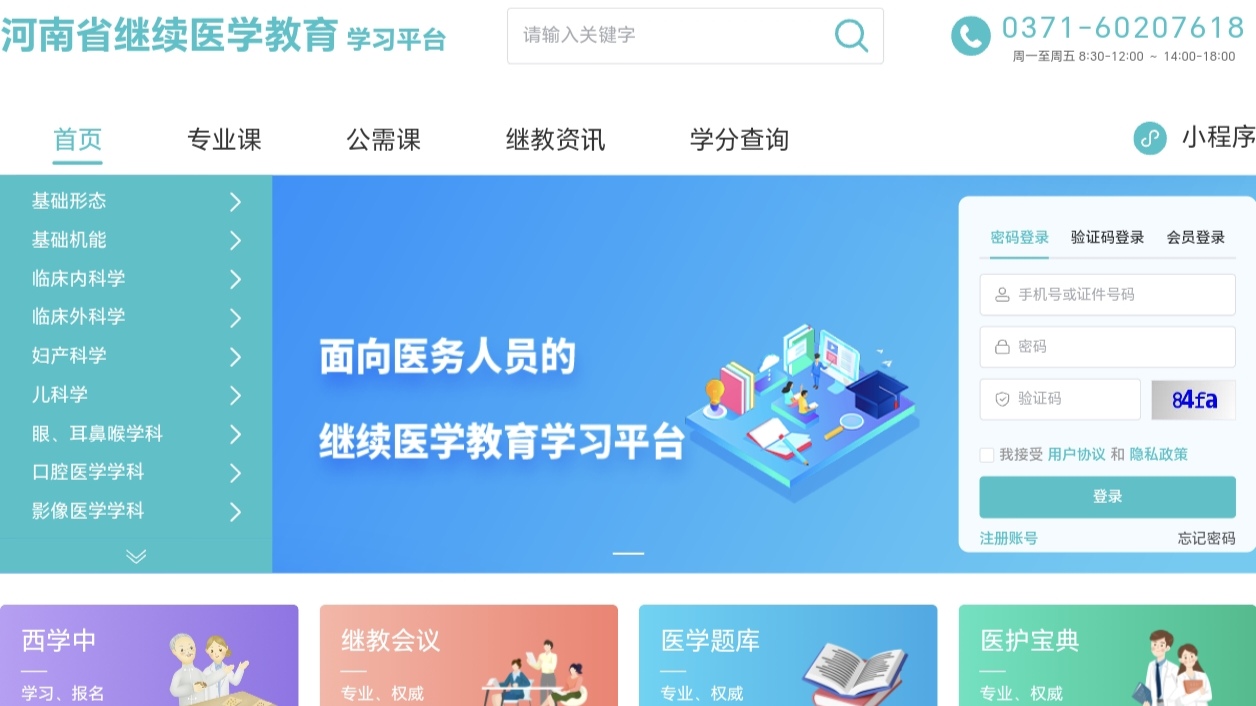 河南省继续医学教育 学习平台
请输入关键字
0371-60207618
周一至周五 8:30-12:00 ~ 14:00-18:00
首页 专业课 公需课 继教资讯 学分查询 小程序
基础形态
基础机能
临床内科学
临床外科学
妇产科学
儿科学
眼、耳鼻喉学科
口腔医学学科
影像医学学科
面向医务人员的
继续医学教育学习平台
密码登录 验证码登录 会员登录
手机号或证件号码
密码
验证码 84fa
我接受 用户协议 和 隐私政策
登录
注册账号 忘记密码
西学中
学习、报名
继教会议
专业、权威
医学题库
专业、权威
医护宝典
专业、权威